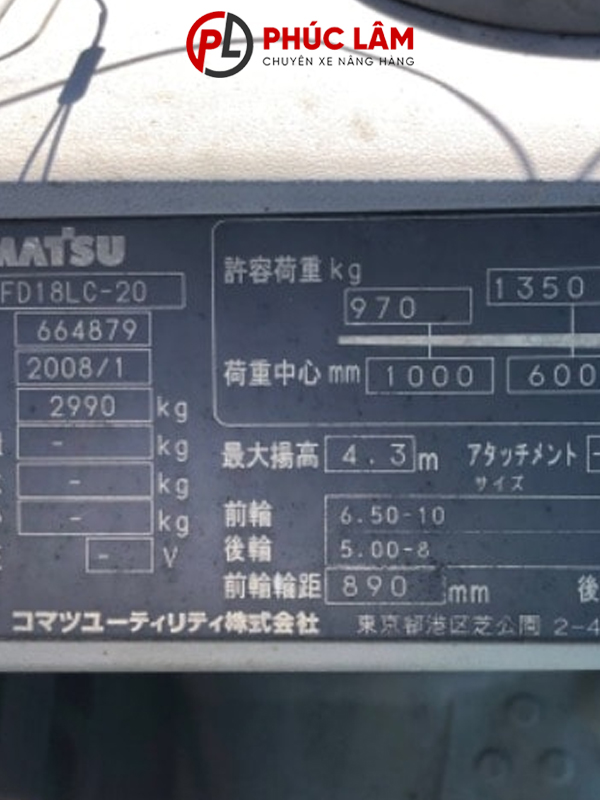 PL PHÚC LÂM
CHUYÊN XE NÂNG HÀNG
MATSU
FD18LC-20
664879
2008/1
2990 kg
- kg
- kg
- kg
- V
許容荷重 kg
970 1350
荷重中心 mm 1000 600
最大揚高 4.3 m アタッチメント -
サイズ
前輪 6.50-10
後輪 5.00-8
前輪輪距 890 mm 後
コマツユーティリティ株式会社 東京都港区芝公園 2-4